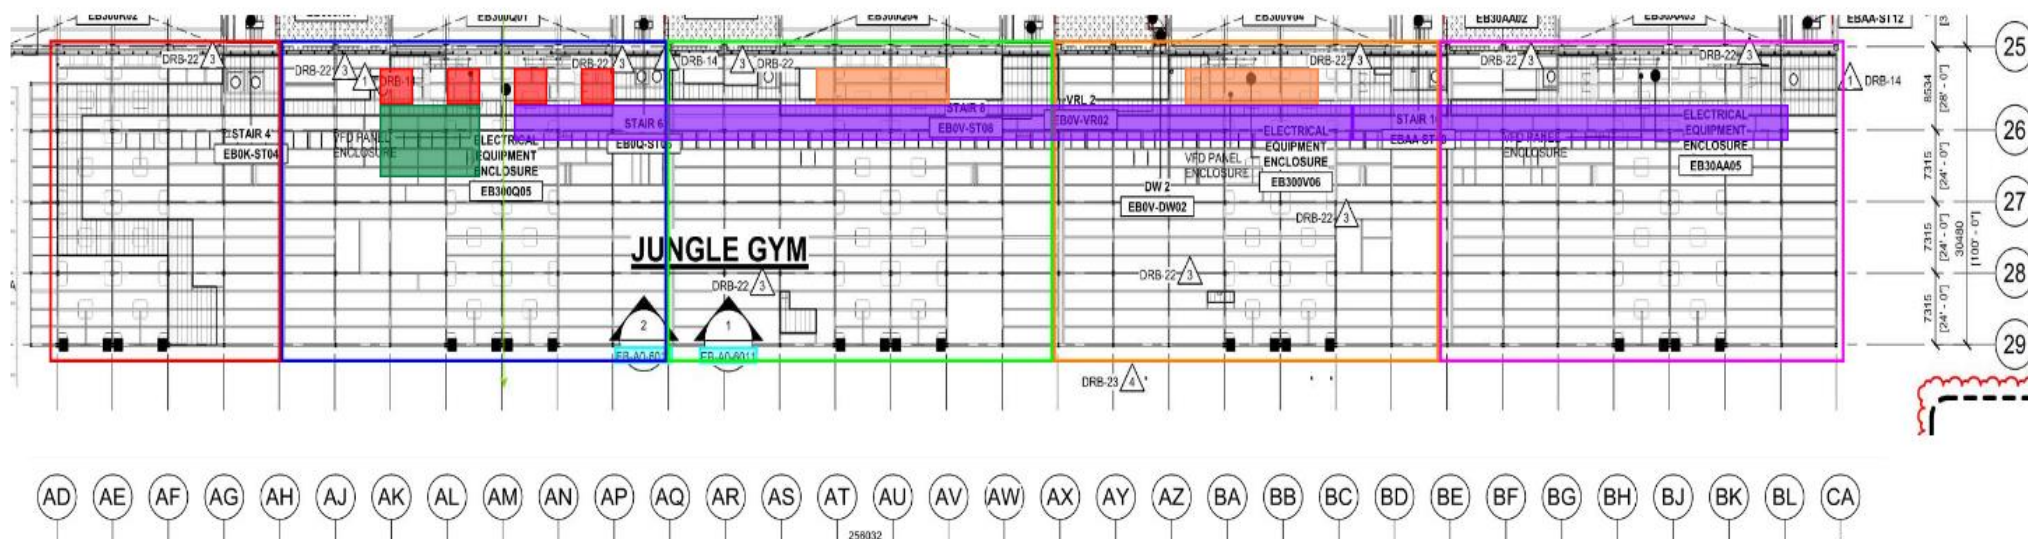 EB300R02
EB300Q01
EB300Q04
EB300V04
EB30AA02
EB30AA03
EBAA-ST12
25
DRB-22 3
DRB-22 3
1 DRB-14
DRB-22 3
DRB-14
3 DRB-22
DRB-22 3
DRB-22 3
DRB-22 3
1 DRB-14
8534
[28' - 0"]
STAIR 4
EB0K-ST04
VFD PANEL
ENCLOSURE
ELECTRICAL
EQUIPMENT
ENCLOSURE
EB300Q05
STAIR 6
STAIR 8
EB0V-ST08
VRL 2
EB0V-VR02
VFD PANEL
ENCLOSURE
ELECTRICAL
EQUIPMENT
ENCLOSURE
EB300V06
STAIR 1
VFD PANEL
ENCLOSURE
ELECTRICAL
EQUIPMENT
ENCLOSURE
EB30AA05
26
7315
[24' - 0"]
DW 2
EB0V-DW02
27
DRB-22 3
JUNGLE GYM
7315
[24' - 0"]
30480
[100' - 0"]
DRB-22 3
DRB-22 3
28
2
1
EB-A0-601
EB-A0-6011
7315
[24' - 0"]
29
DRB-23 4
AD AE AF AG AH AJ AK AL AM AN AP AQ AR AS AT AU AV AW AX AY AZ BA BB BC BD BE BF BG BH BJ BK BL CA
256032